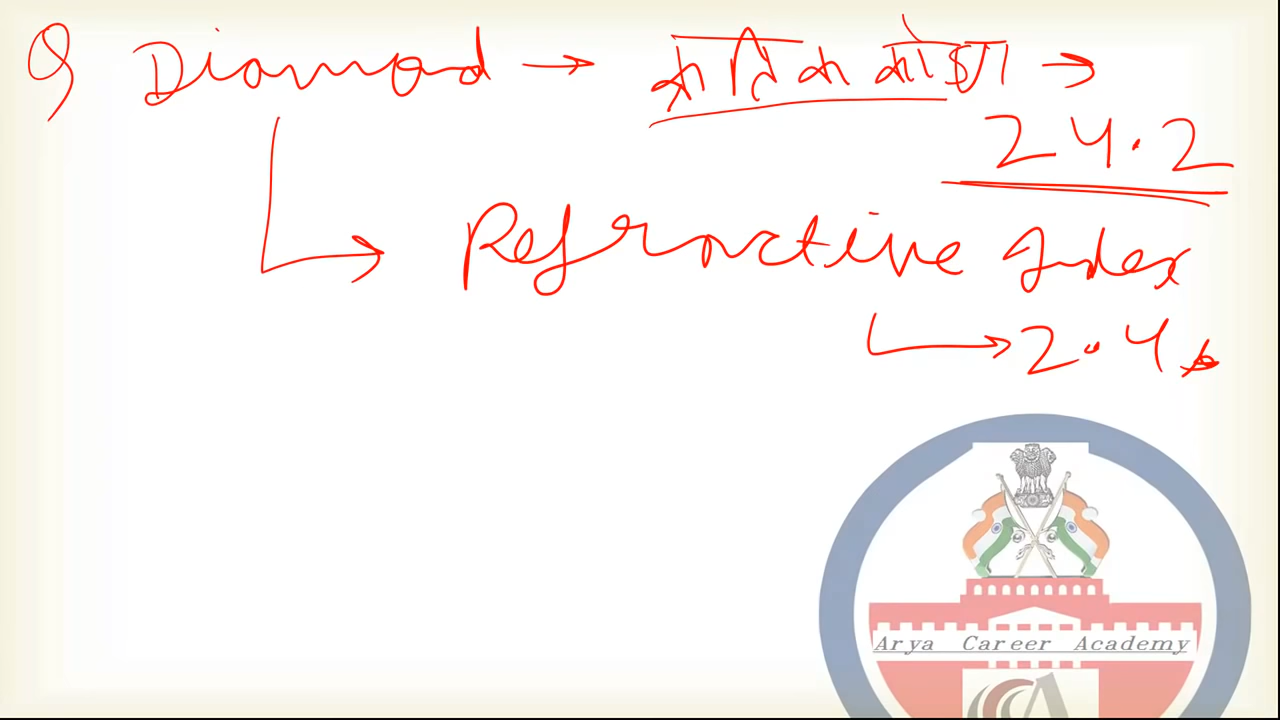 Q Diamond → क्रांतिक कोण →
24.2
Refractive Index
→ 2.4
Arya Career Academy